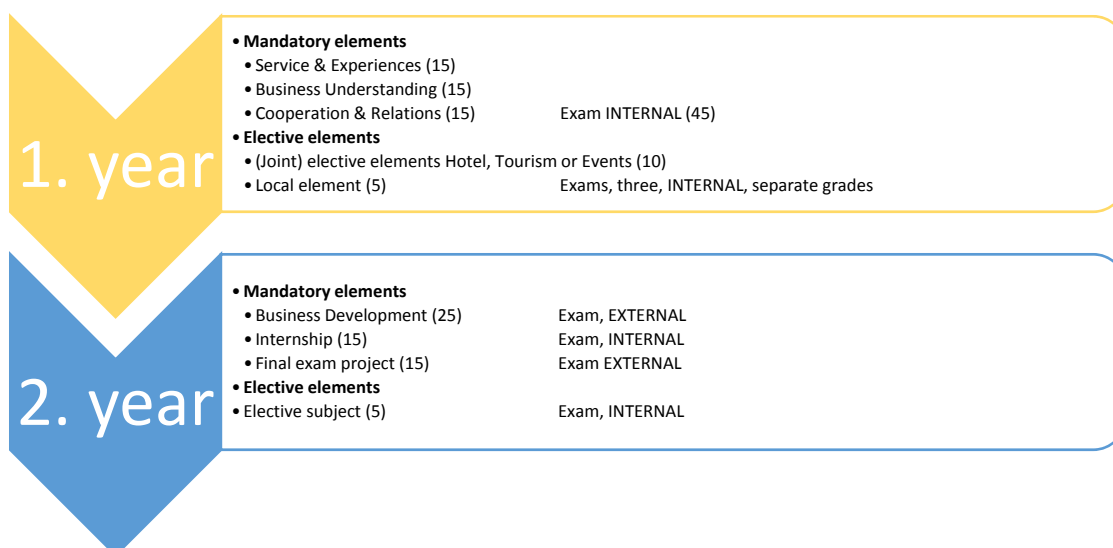 1. year
• Mandatory elements
• Service & Experiences (15)
• Business Understanding (15)
• Cooperation & Relations (15) Exam INTERNAL (45)
• Elective elements
• (Joint) elective elements Hotel, Tourism or Events (10)
• Local element (5) Exams, three, INTERNAL, separate grades
2. year
• Mandatory elements
• Business Development (25) Exam, EXTERNAL
• Internship (15) Exam, INTERNAL
• Final exam project (15) Exam EXTERNAL
• Elective elements
• Elective subject (5) Exam, INTERNAL